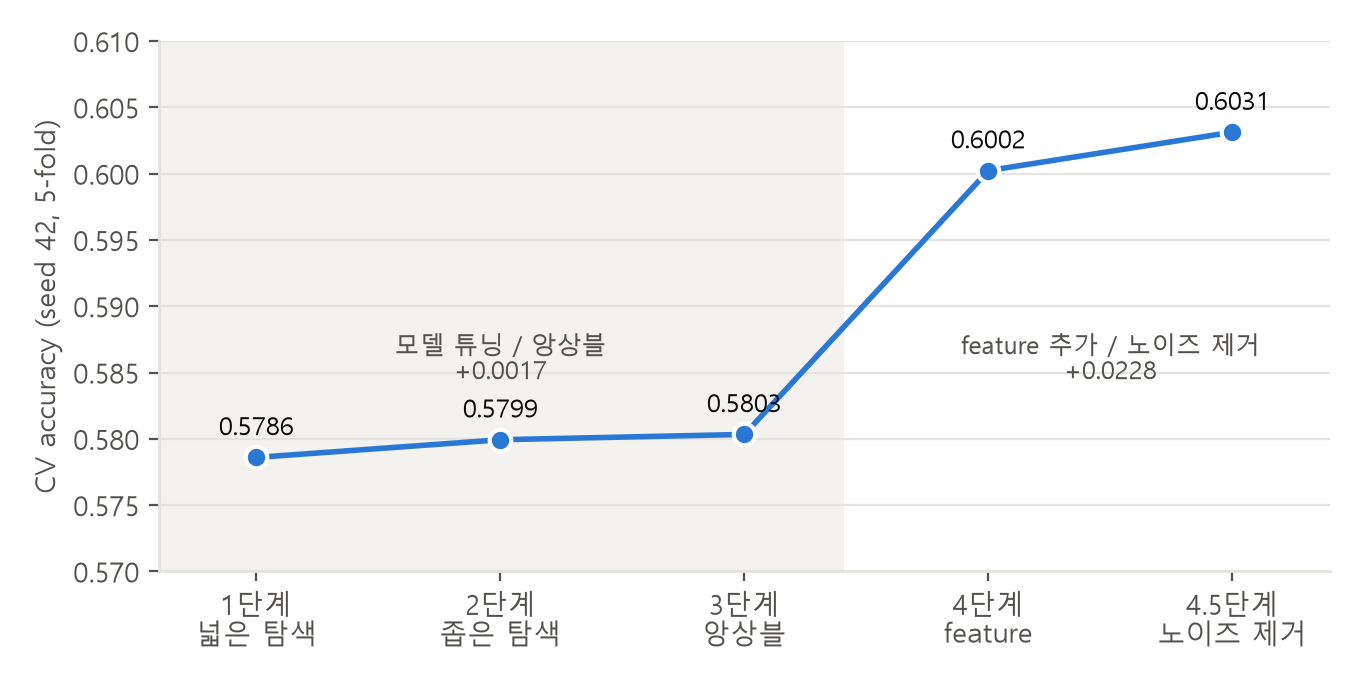 0.610
0.605
0.600
0.595
0.590
0.585
0.580
0.575
0.570
CV accuracy (seed 42, 5-fold)
0.5786
0.5799
0.5803
0.6002
0.6031
모델 튜닝 / 앙상블
+0.0017
feature 추가 / 노이즈 제거
+0.0228
1단계
넓은 탐색
2단계
좁은 탐색
3단계
앙상블
4단계
feature
4.5단계
노이즈 제거